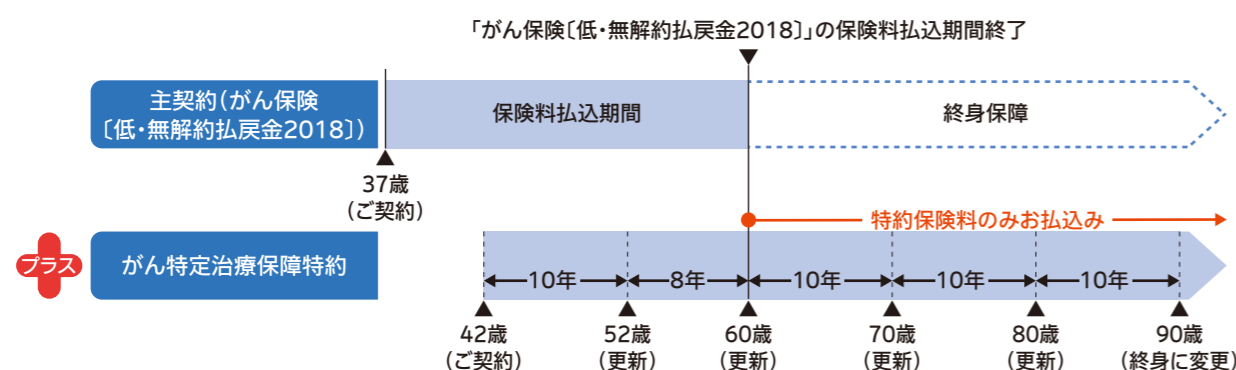 「がん保険〔低・無解約払戻金2018〕」の保険料払込期間終了
主契約(がん保険
〔低・無解約払戻金2018〕)
保険料払込期間
終身保障
37歳
(ご契約)
特約保険料のみお払込み
プラス
がん特定治療保障特約
10年
8年
10年
10年
10年
42歳
(ご契約)
52歳
(更新)
60歳
(更新)
70歳
(更新)
80歳
(更新)
90歳
(終身に変更)